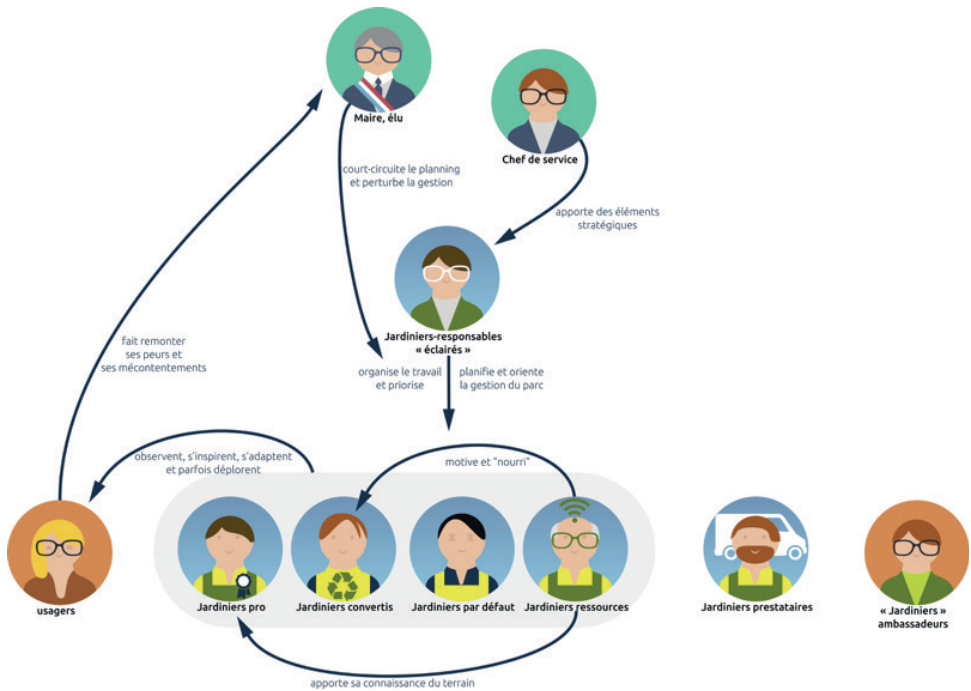 Maire, élu
Chef de service
court-circuite le planning
et perturbe la gestion
apporte des éléments
stratégiques
Jardiniers-responsables
« éclairés »
fait remonter
ses peurs et
ses mécontentements
organise le travail
et priorise
planifie et oriente
la gestion du parc
observent, s'inspirent, s'adaptent
et parfois déplorent
motive et "nourri"
usagers
Jardiniers pro
Jardiniers convertis
Jardiniers par défaut
Jardiniers ressources
Jardiniers prestataires
« Jardiniers »
ambassadeurs
apporte sa connaissance du terrain